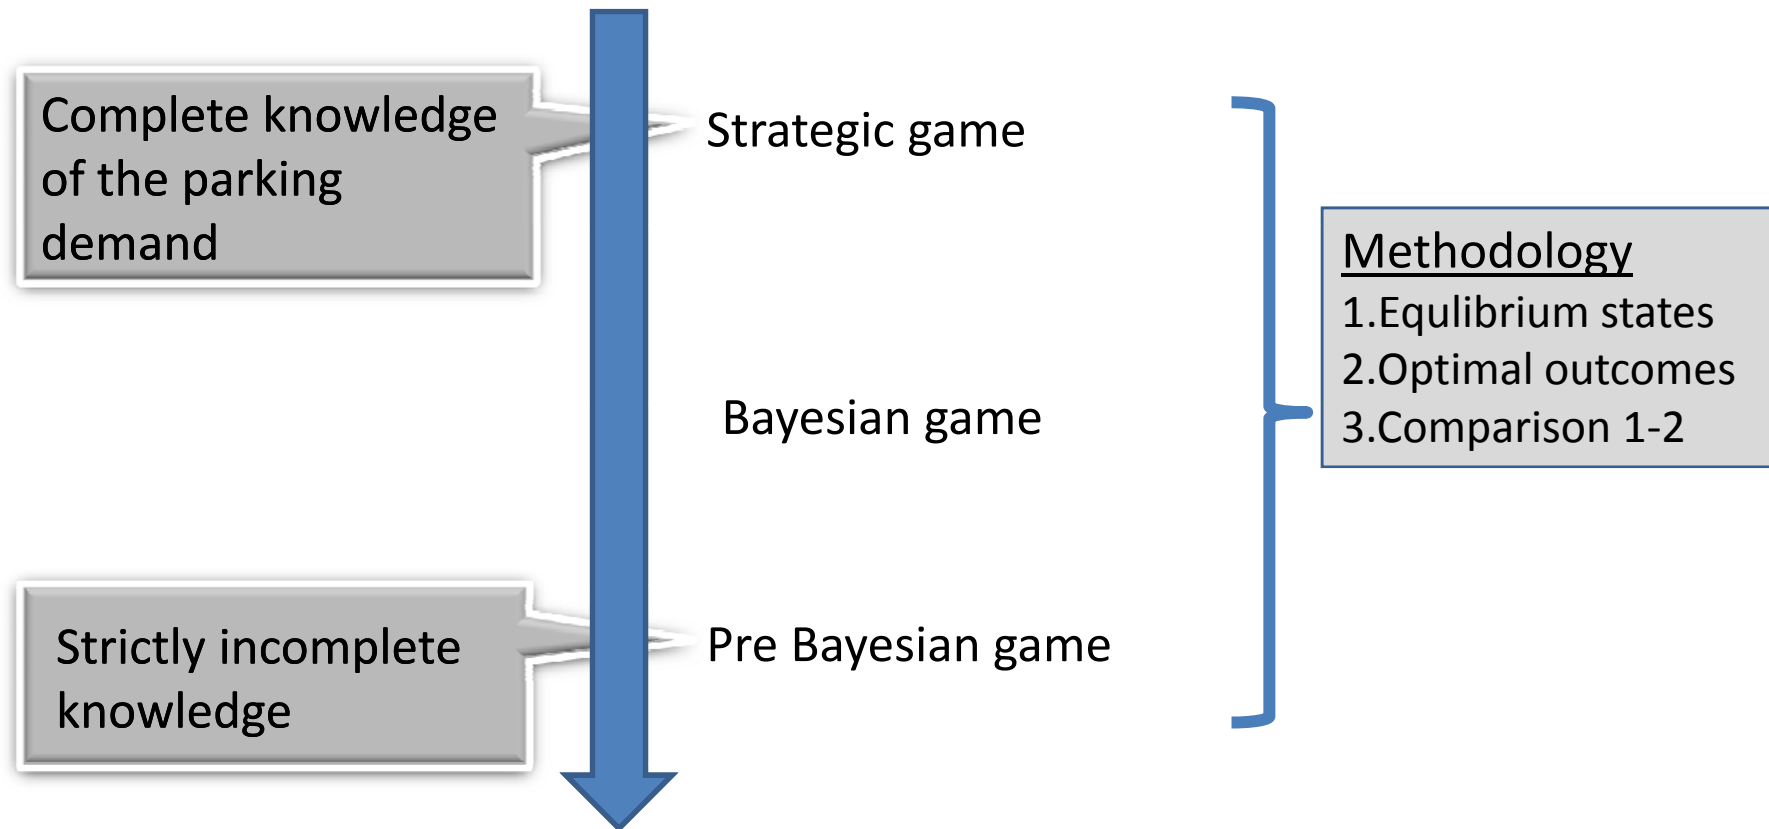 Complete knowledge
of the parking
demand
Strategic game
Bayesian game
Strictly incomplete
knowledge
Pre Bayesian game
Methodology
1.Equlibrium states
2.Optimal outcomes
3.Comparison 1-2